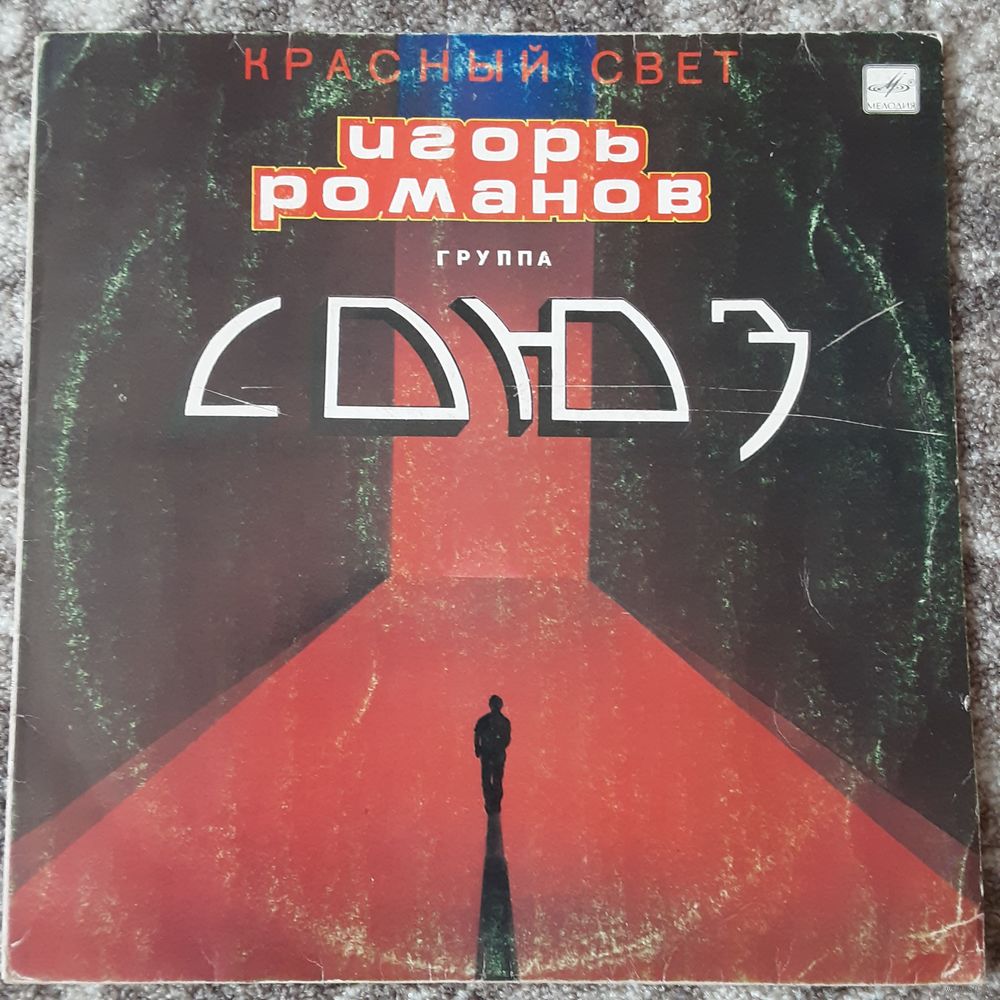 КРАСНЫЙ СВЕТ
МЕЛОДИЯ
игорь
романов
ГРУППА
СОЮЗ